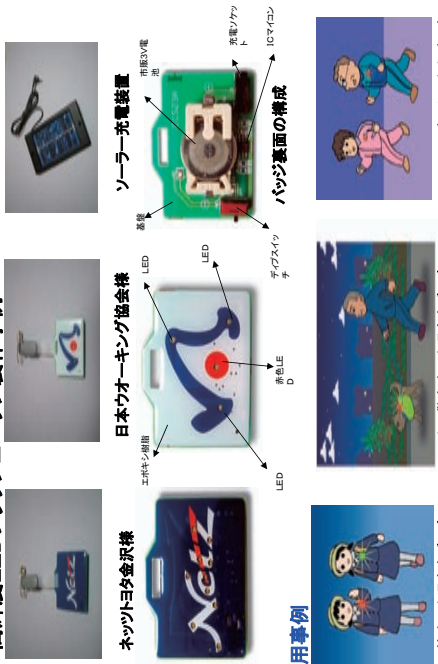 Netz
ネッツトヨタ金沢様
日本ウオーキング協会様
ソーラー充電装置
Netz
エポキシ樹脂
LED
LED
LED
赤色LE
D
基盤
市販3V電
池
充電ソケッ
ト
ICマイコン
ディプスイッ
チ
バッジ裏面の構成
用事例